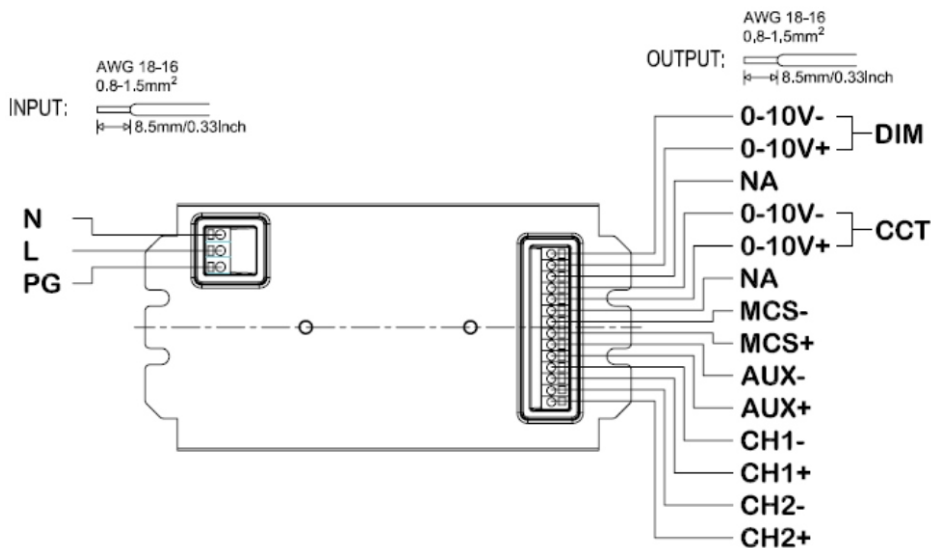 AWG 18-16
0.8-1.5mm²
INPUT:
8.5mm/0.33Inch
AWG 18-16
0,8-1,5mm²
OUTPUT:
8.5mm/0.33Inch
N
L
PG
0-10V-
0-10V+
DIM
NA
0-10V-
0-10V+
CCT
NA
MCS-
MCS+
AUX-
AUX+
CH1-
CH1+
CH2-
CH2+